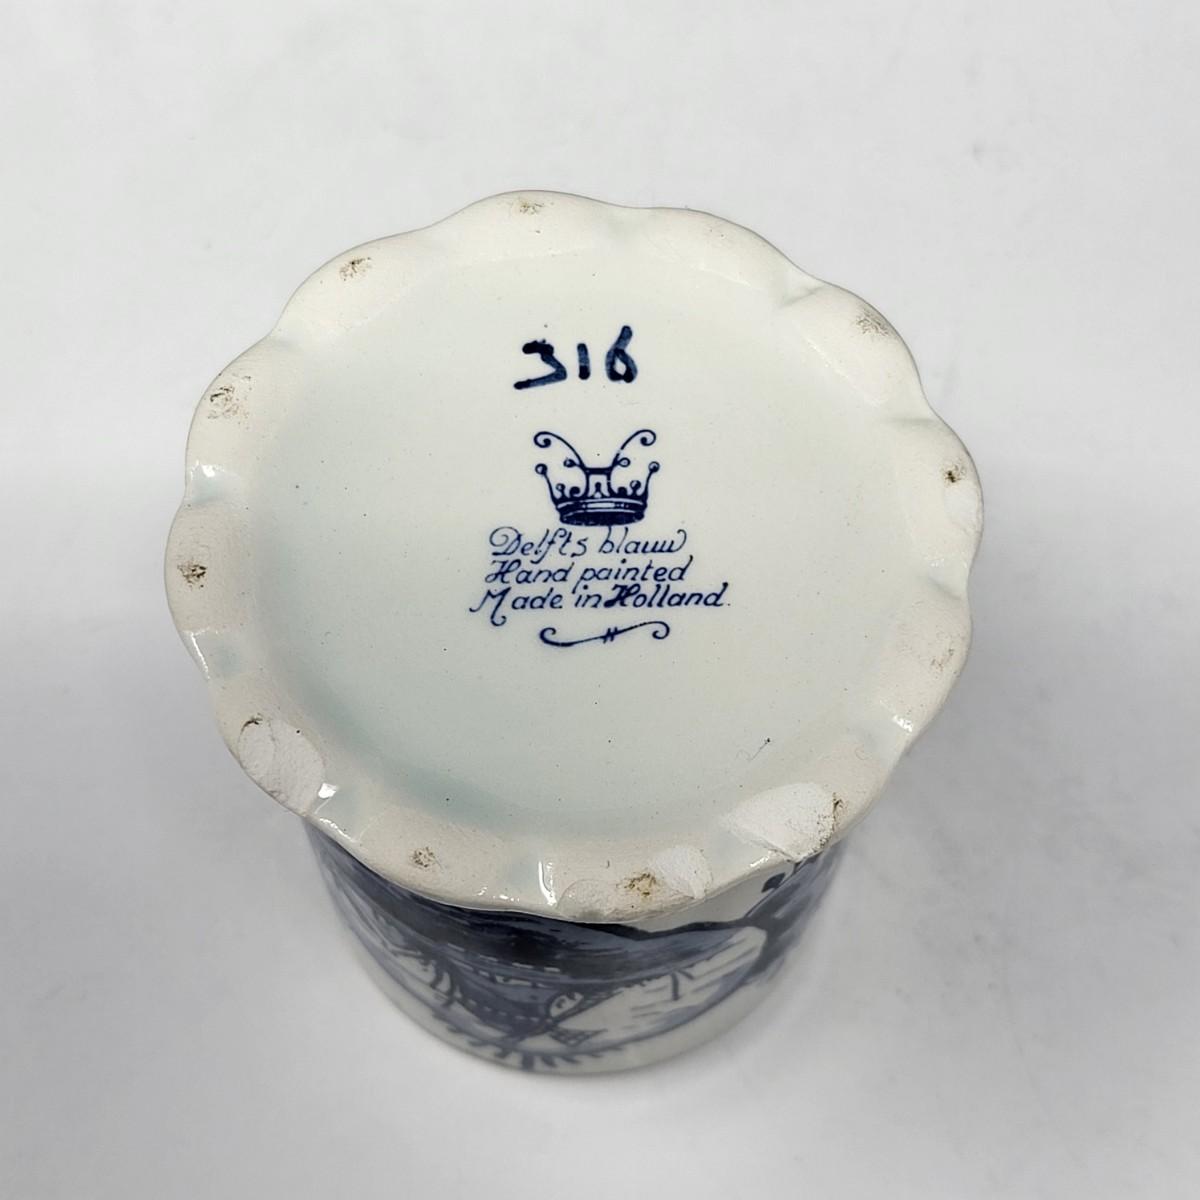 316
Delfts blauw
Hand painted
Made in Holland.